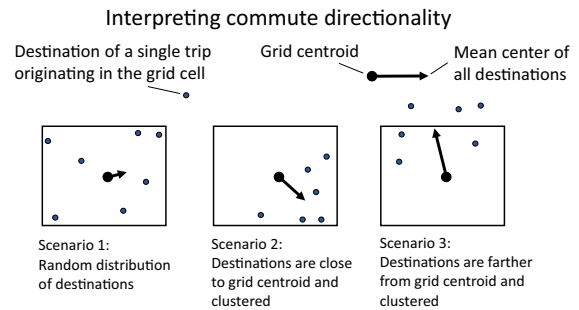 Interpreting commute directionality
Destination of a single trip
originating in the grid cell
Grid centroid
Mean center of
all destinations
Scenario 1:
Random distribution
of destinations
Scenario 2:
Destinations are close
to grid centroid and
clustered
Scenario 3:
Destinations are farther
from grid centroid and
clustered